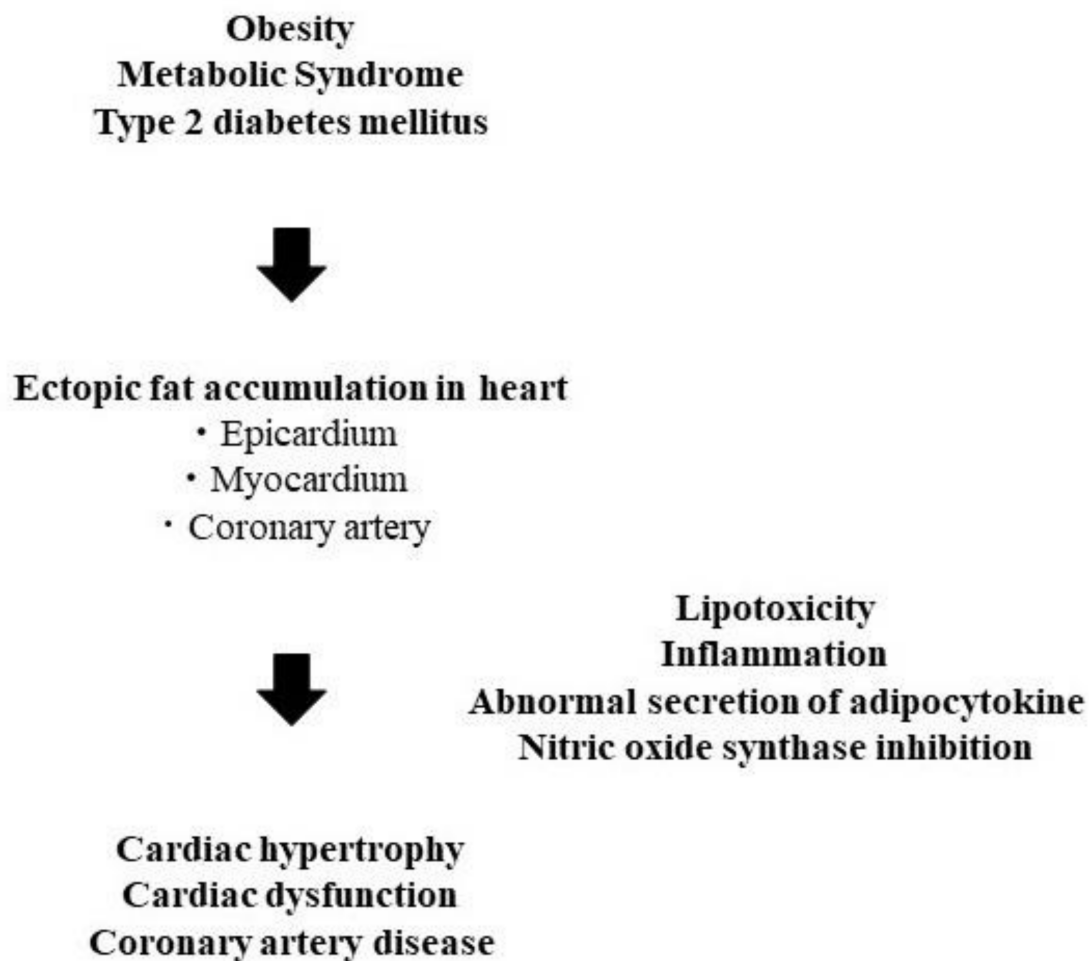 Obesity
Metabolic Syndrome
Type 2 diabetes mellitus
Ectopic fat accumulation in heart
・Epicardium
・Myocardium
・Coronary artery
Lipotoxicity
Inflammation
Abnormal secretion of adipocytokine
Nitric oxide synthase inhibition
Cardiac hypertrophy
Cardiac dysfunction
Coronary artery disease